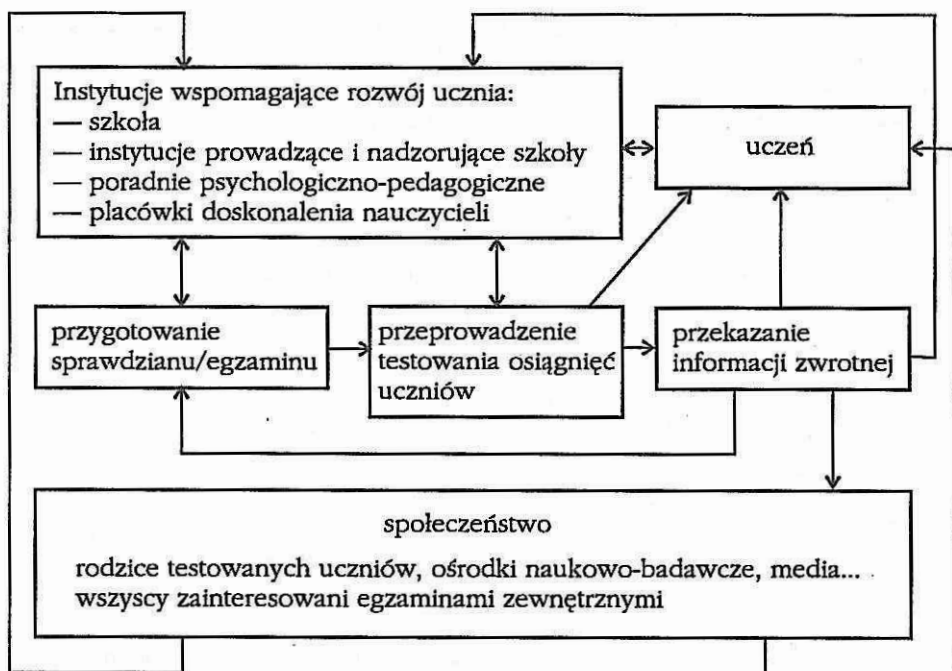 Instytucje wspomagające rozwój ucznia:
— szkoła
— instytucje prowadzące i nadzorujące szkoły
— poradnie psychologiczno-pedagogiczne
— placówki doskonalenia nauczycieli
uczeń
przygotowanie
sprawdzianu/egzaminu
przeprowadzenie
testowania osiągnięć
uczniów
przekazanie
informacji zwrotnej
społeczeństwo
rodzice testowanych uczniów, ośrodki naukowo-badawcze, media...
wszyscy zainteresowani egzaminami zewnętrznymi